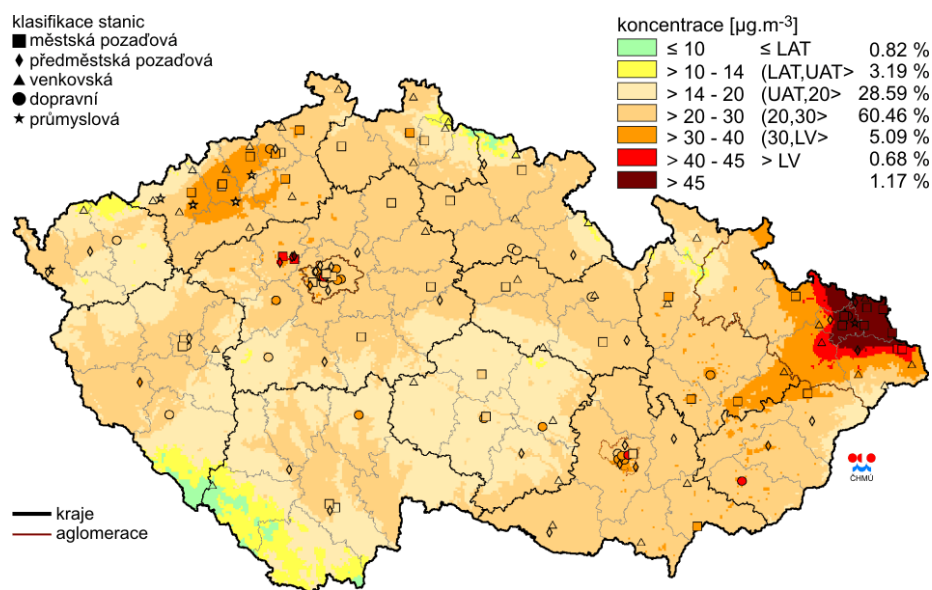 klasifikace stanic
městská pozaďová
předměstská pozaďová
venkovská
dopravní
průmyslová
koncentrace [µg.m-3]
≤ 10 ≤ LAT 0.82 %
> 10 - 14 (LAT,UAT> 3.19 %
> 14 - 20 (UAT,20> 28.59 %
> 20 - 30 (20,30> 60.46 %
> 30 - 40 (30,LV> 5.09 %
> 40 - 45 > LV 0.68 %
> 45 1.17 %
ČHMÚ
kraje
aglomerace